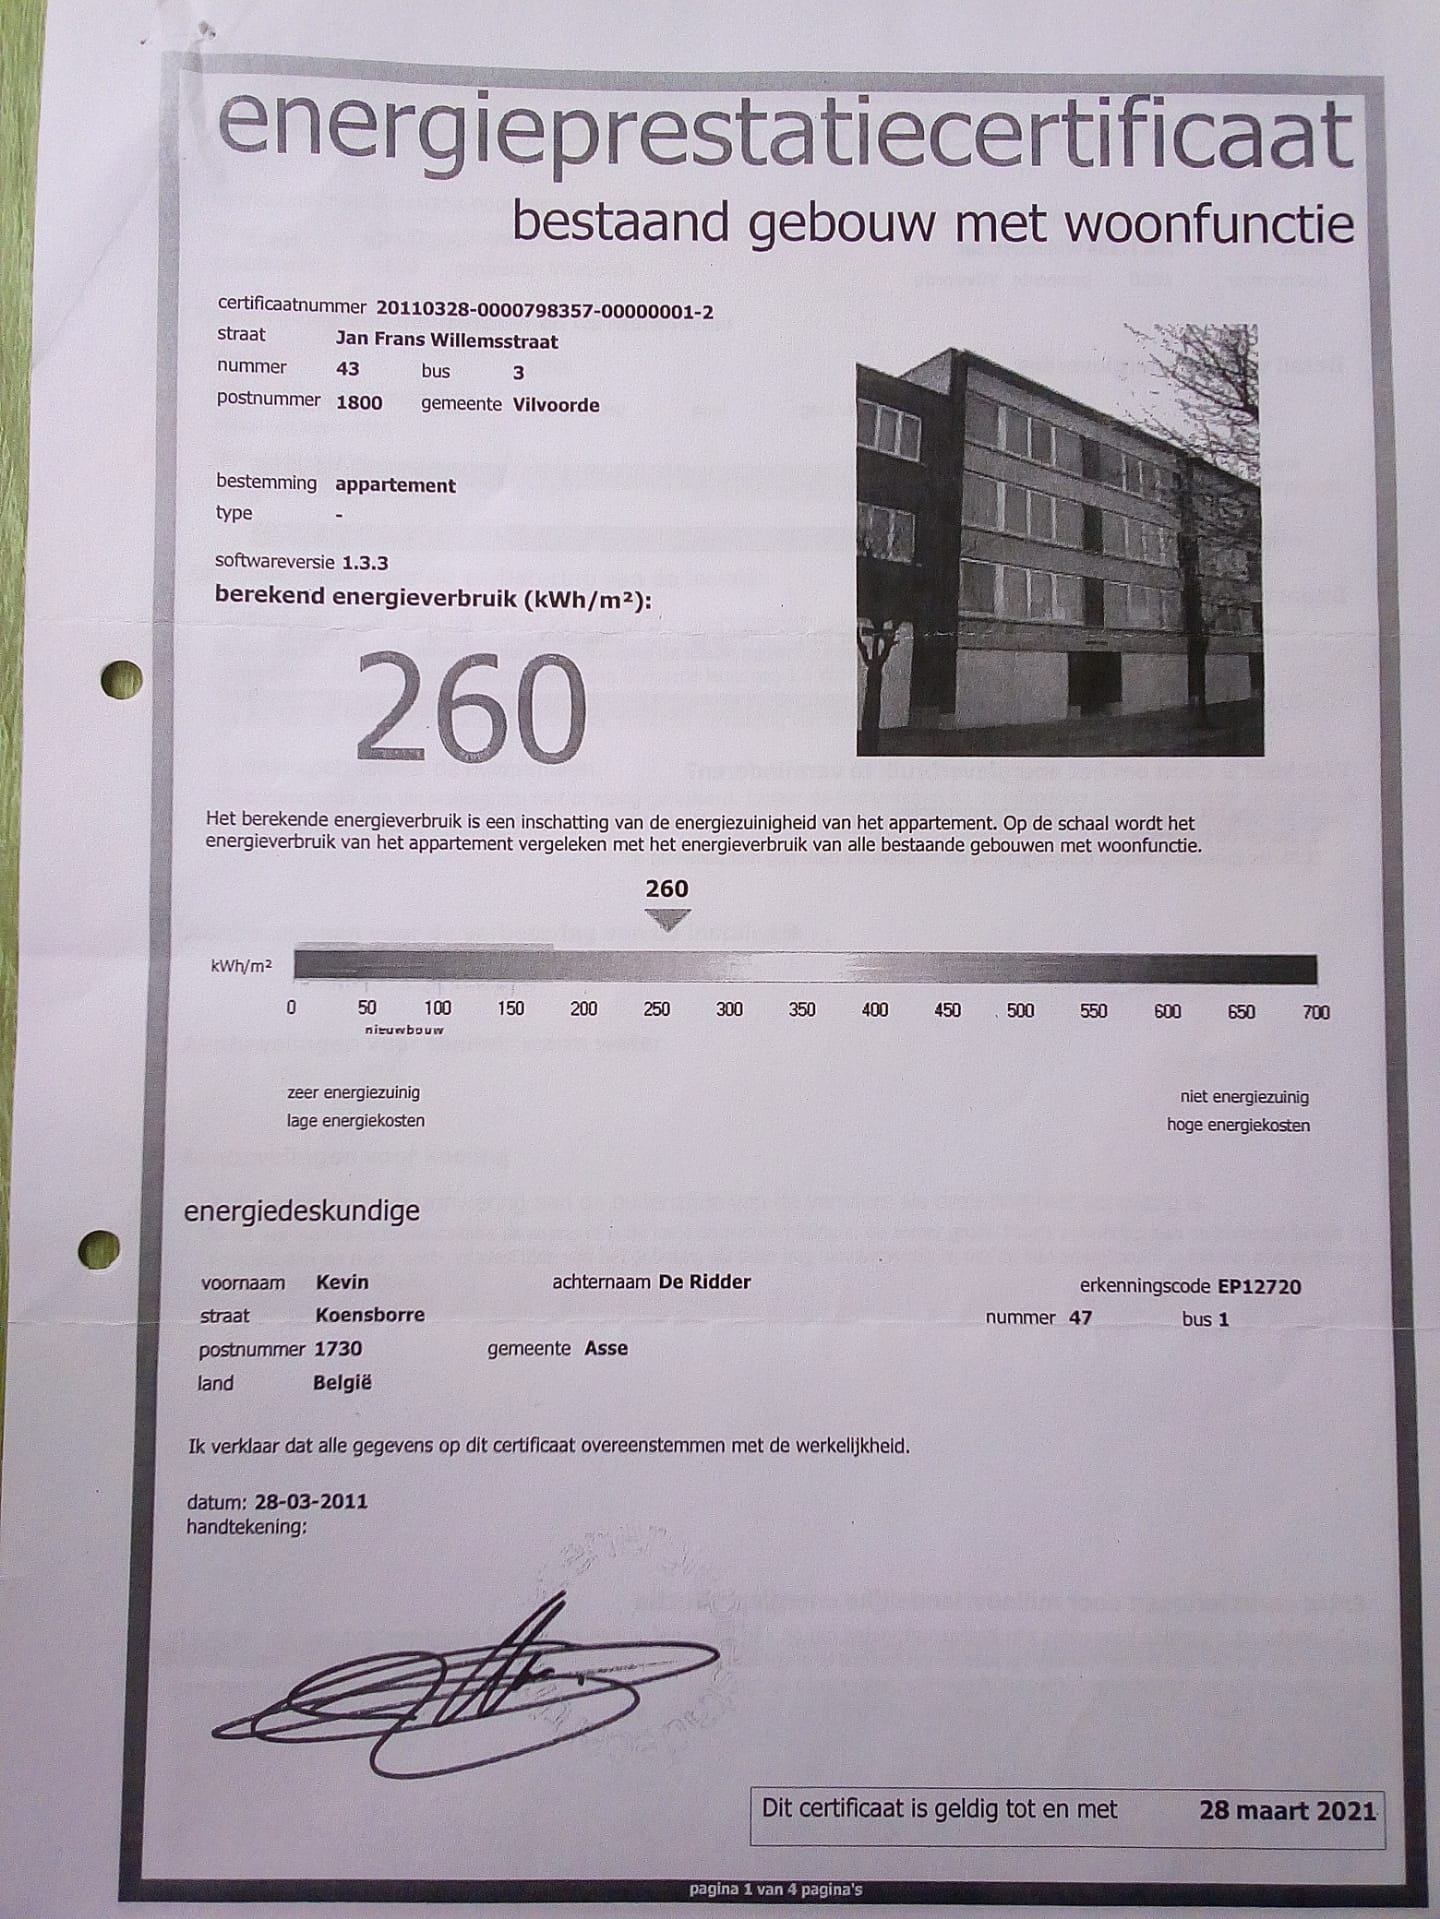 energieprestatiecertificaat
bestaand gebouw met woonfunctie
certificaatnummer 20110328-0000798357-00000001-2
straat Jan Frans Willemsstraat
nummer 43 bus 3
postnummer 1800 gemeente Vilvoorde
bestemming appartement
type -
softwareversie 1.3.3
berekend energieverbruik (kWh/m²):
260
Het berekende energieverbruik is een inschatting van de energiezuinigheid van het appartement. Op de schaal wordt het
energieverbruik van het appartement vergeleken met het energieverbruik van alle bestaande gebouwen met woonfunctie.
260
kWh/m²
0 50 100 150 200 250 300 350 400 450 500 550 600 650 700
nieuwbouw
zeer energiezuinig niet energiezuinig
lage energiekosten hoge energiekosten
energiedeskundige
voornaam Kevin achternaam De Ridder erkenningscode EP12720
straat Koensborre nummer 47 bus 1
postnummer 1730 gemeente Asse
land België
Ik verklaar dat alle gegevens op dit certificaat overeenstemmen met de werkelijkheid.
datum: 28-03-2011
handtekening:
Dit certificaat is geldig tot en met 28 maart 2021
pagina 1 van 4 pagina's